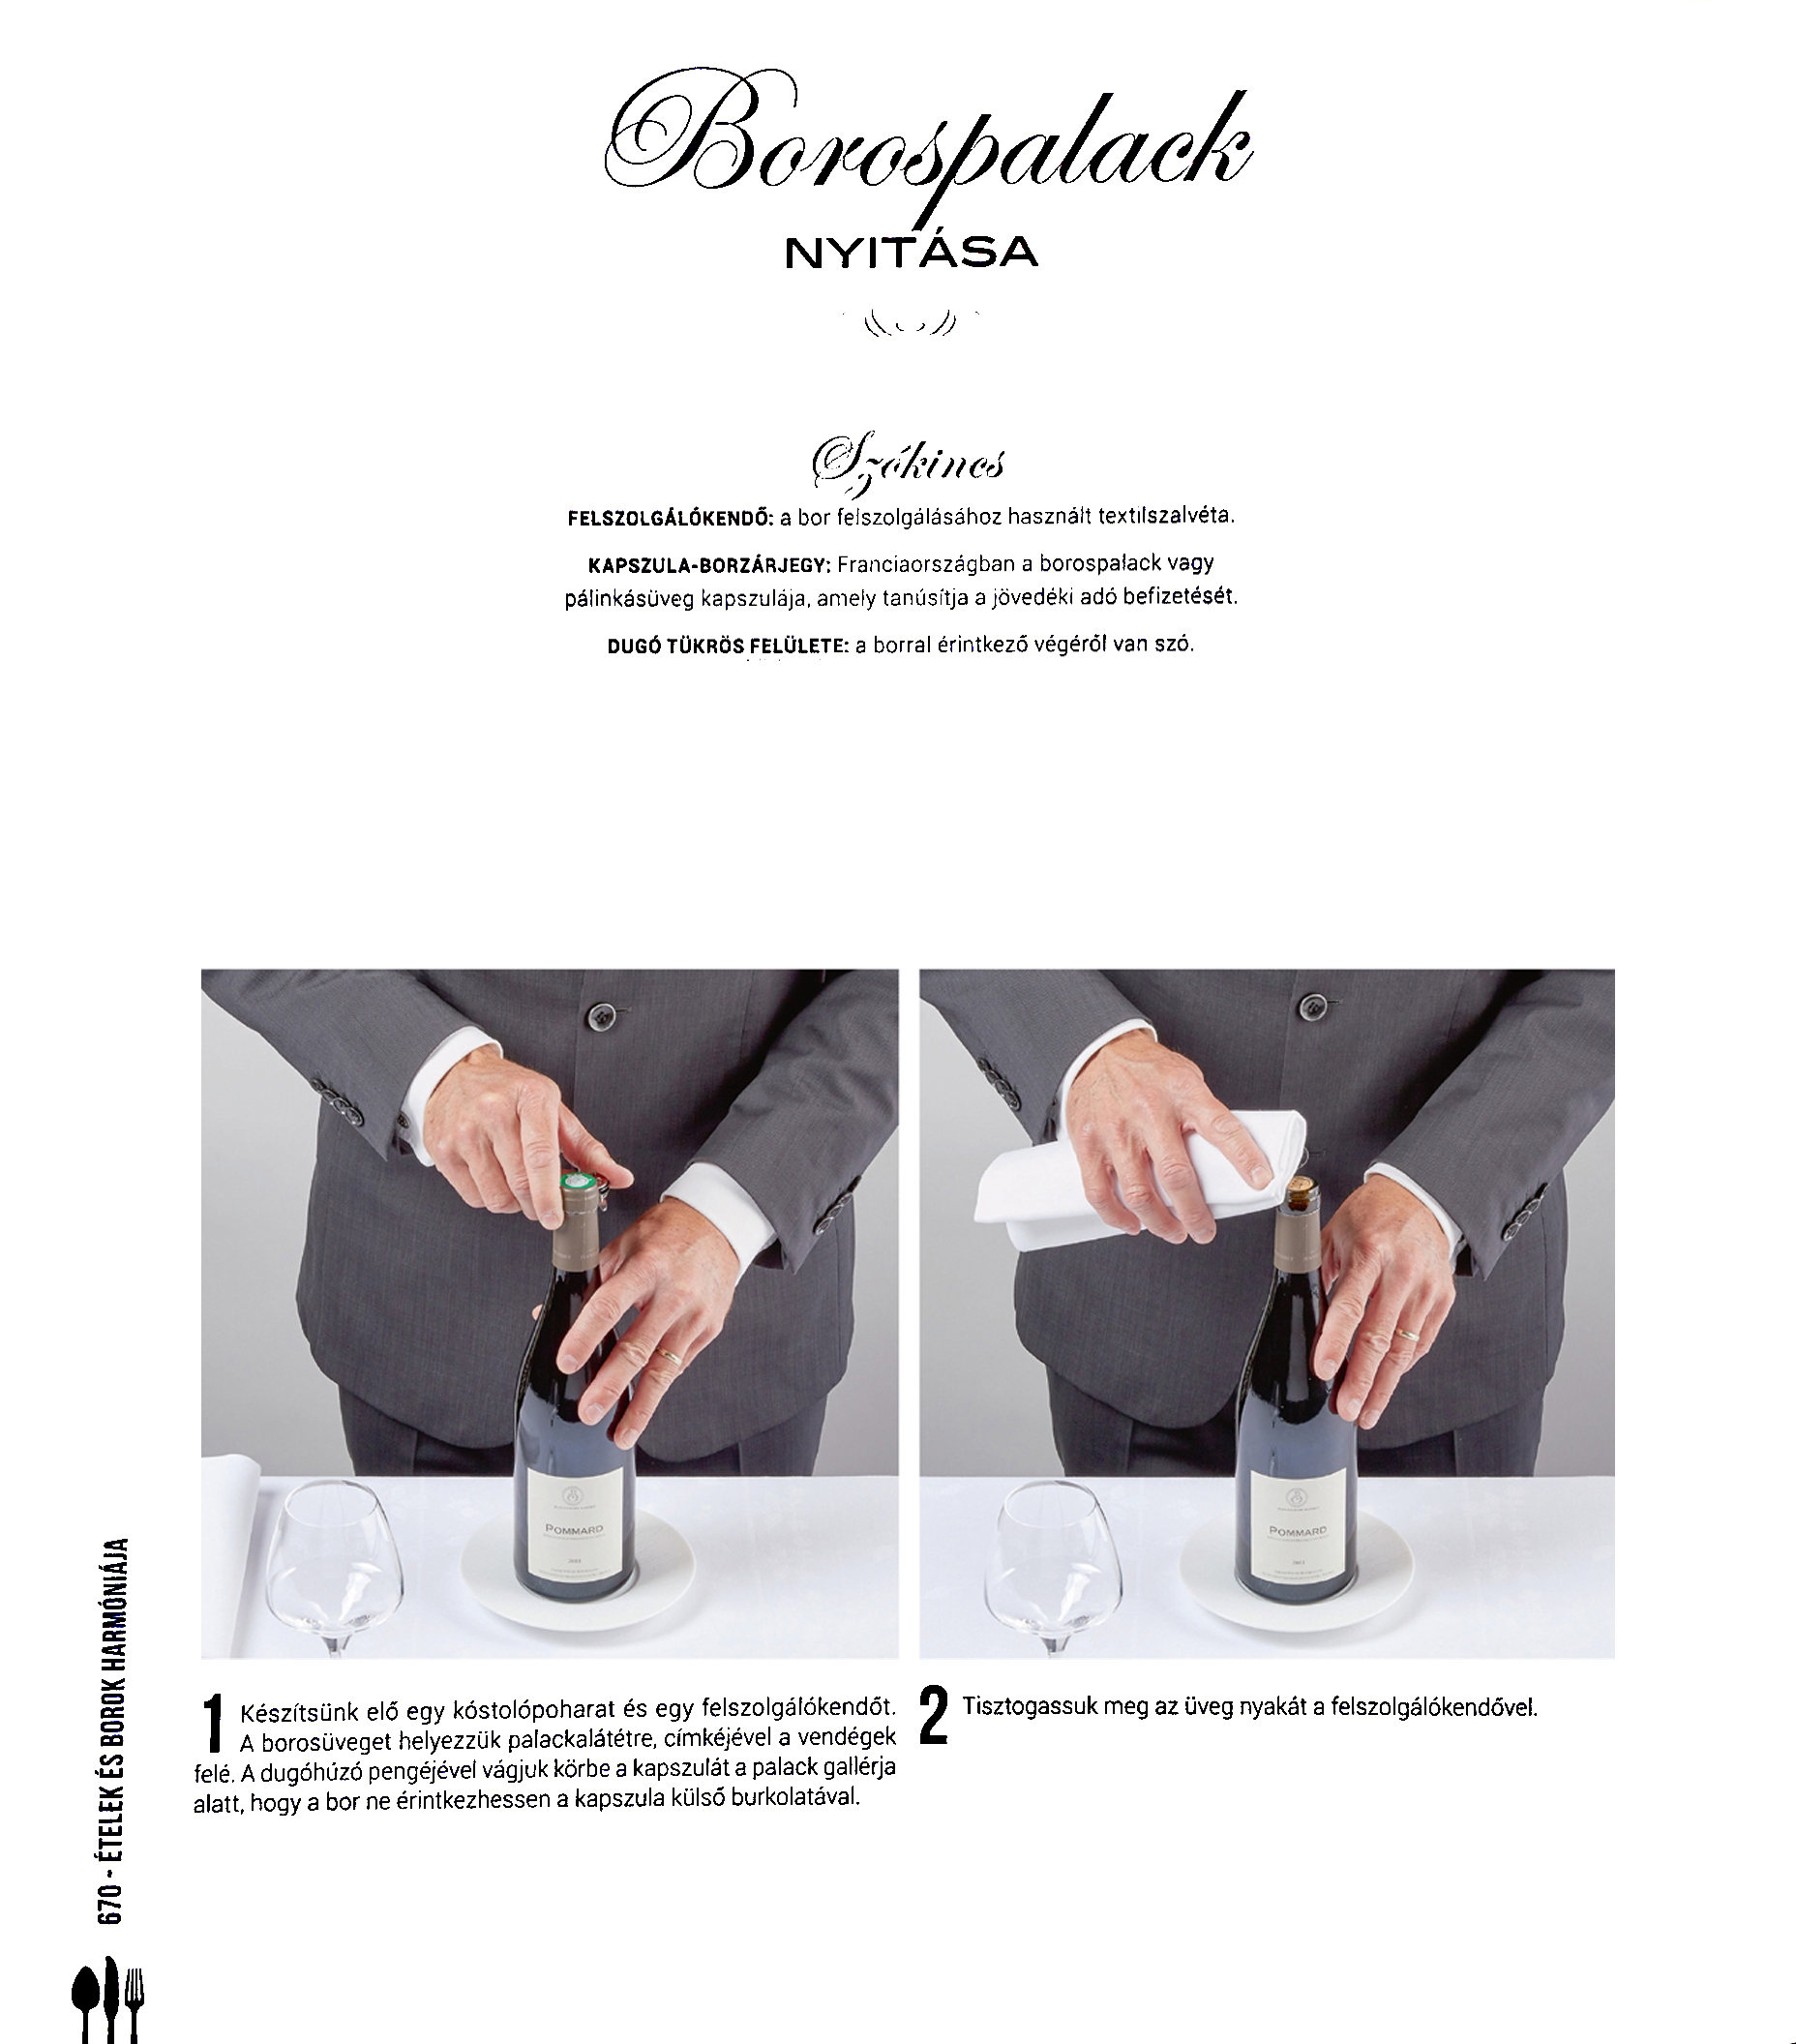 Borospalack
NYITÁSA
Szókincs
FELSZOLGÁLÓKENDŐ: a bor felszolgálásához használt textilszalvéta.
KAPSZULA-BORZÁRJEGY: Franciaországban a borospalack vagy
pálinkásüveg kapszulája, amely tanúsítja a jövedéki adó befizetését.
DUGÓ TÜKRÖS FELÜLETE: a borral érintkező végéről van szó.
POMMARD
2011
POMMARD
2011
1 Készítsünk elő egy kóstolópoharat és egy felszolgálókendőt.
A borosüveget helyezzük palackalátétre, címkéjével a vendégek
felé. A dugóhúzó pengéjével vágjuk körbe a kapszulát a palack gallérja
alatt, hogy a bor ne érintkezhessen a kapszula külső burkolatával.
2 Tisztogassuk meg az üveg nyakát a felszolgálókendővel.
670 - ÉTELEK ÉS BOROK HARMÓNIÁJA